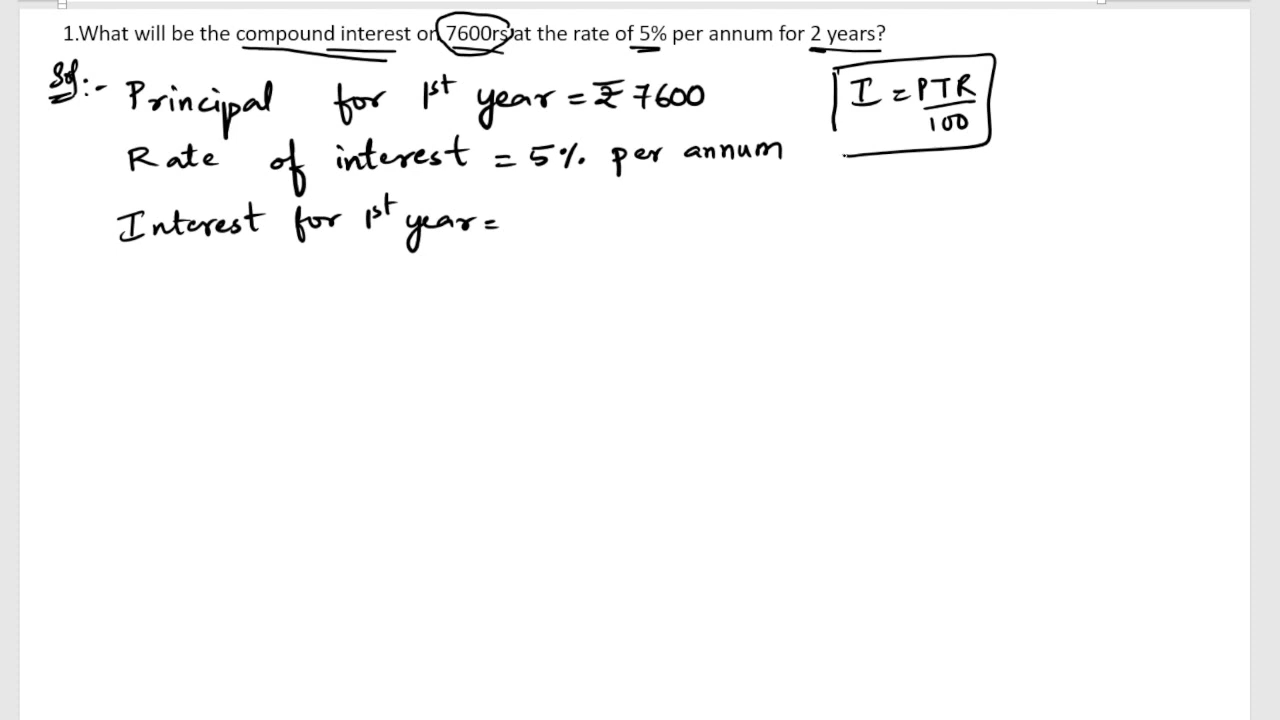 1.What will be the compound interest on 7600rs at the rate of 5% per annum for 2 years?
Sol:- Principal for 1st year = ₹ 7600
I = PTR
100
Rate of interest = 5% per annum
Interest for 1st year =